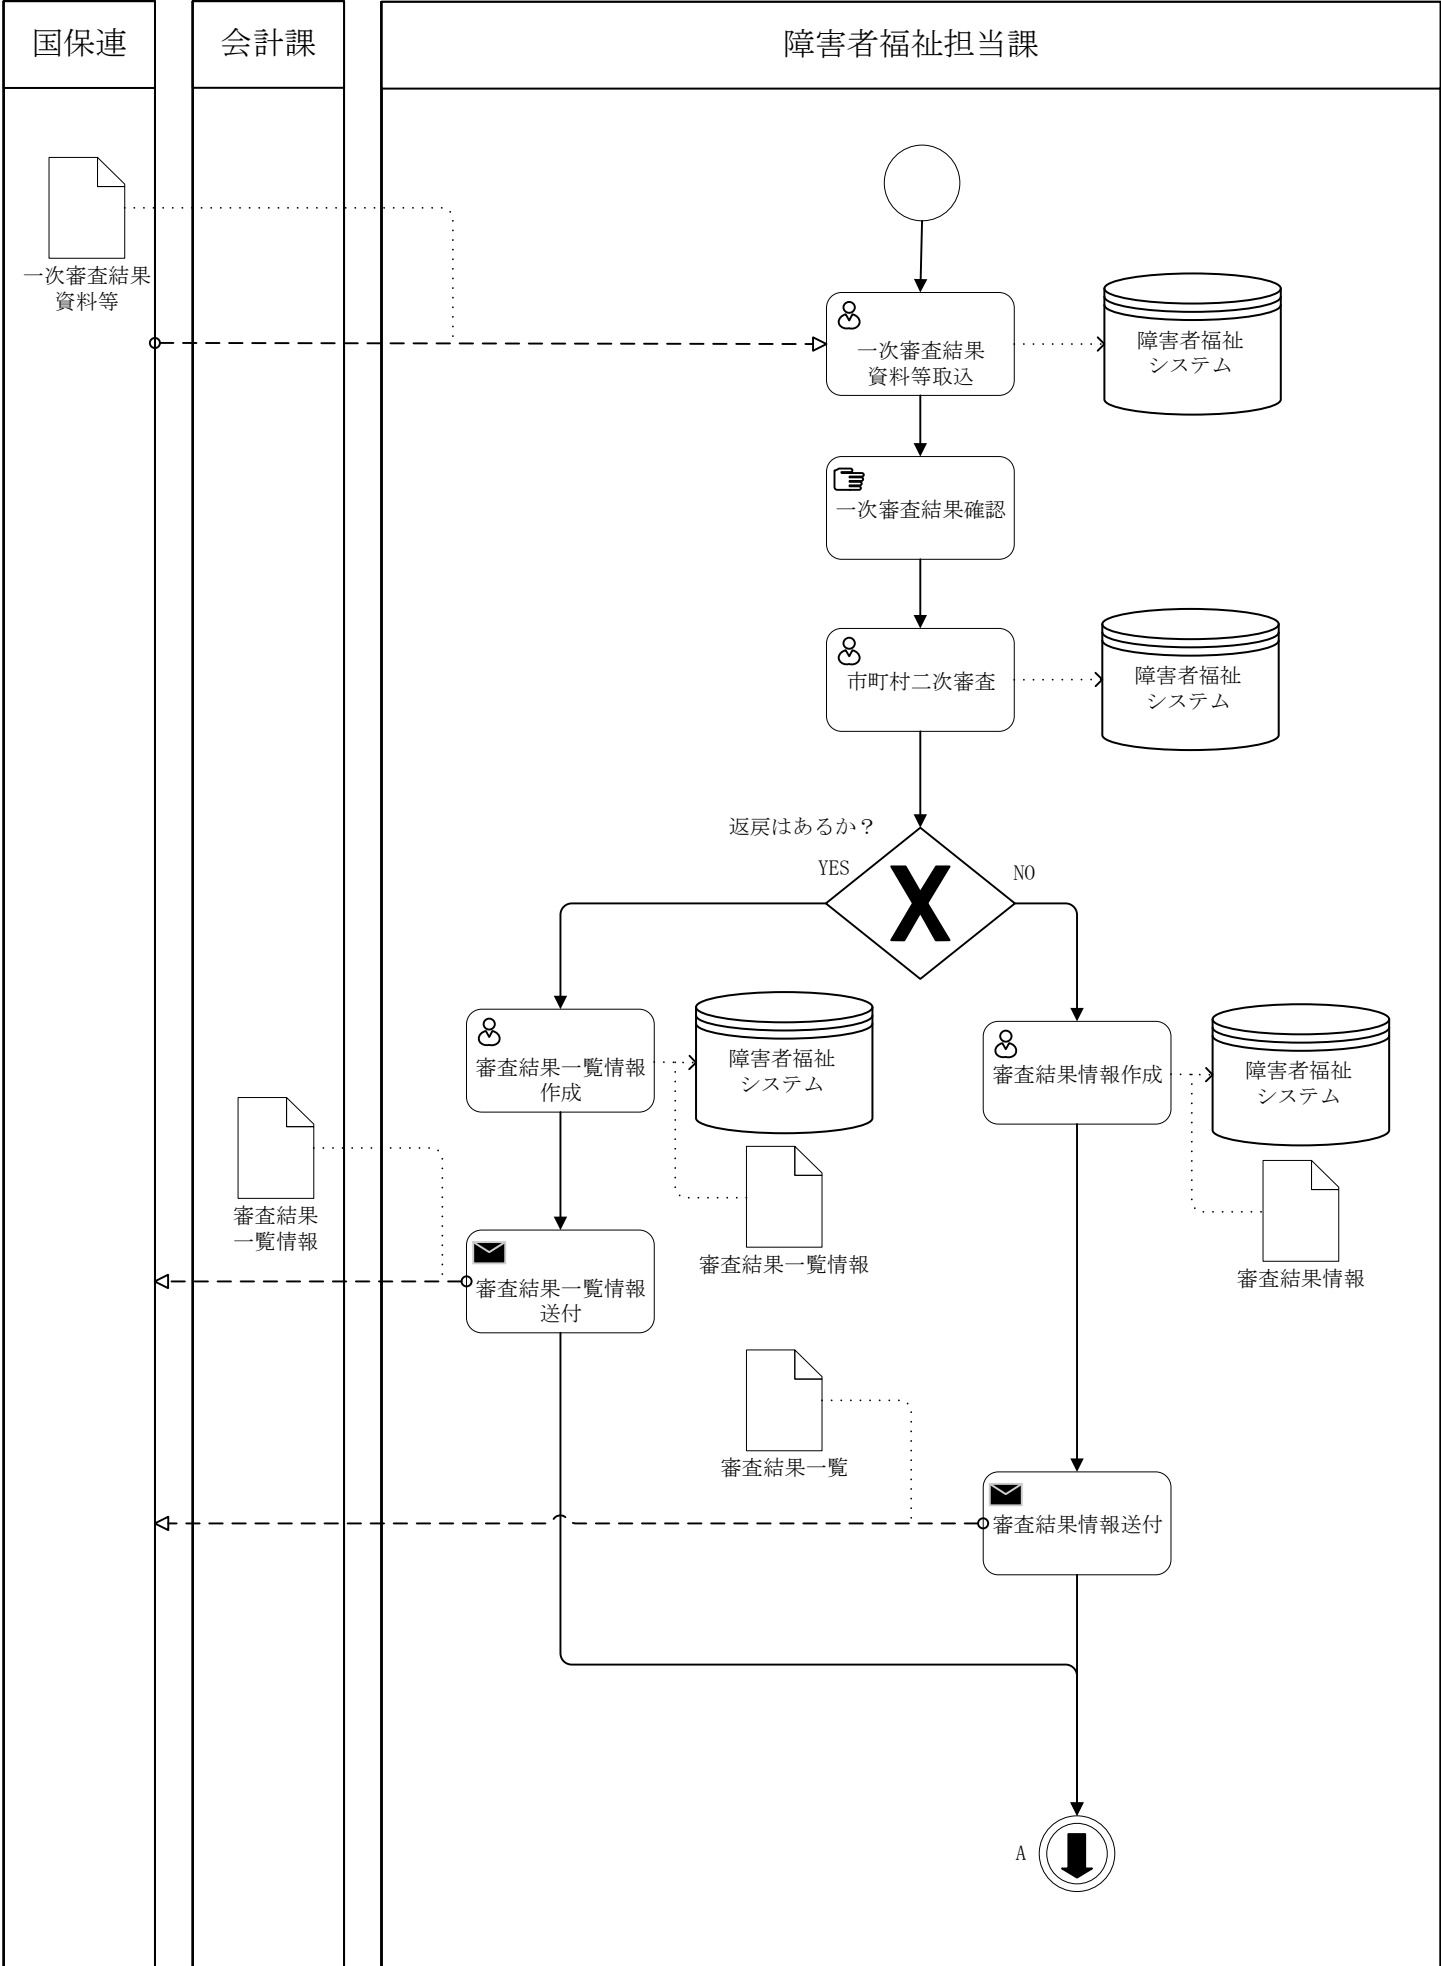 国保連
会計課
障害者福祉担当課
一次審査結果
資料等
一次審査結果
資料等取込
障害者福祉
システム
一次審査結果確認
市町村二次審査
障害者福祉
システム
返戻はあるか？
YES
NO
審査結果一覧情報
作成
障害者福祉
システム
審査結果情報作成
障害者福祉
システム
審査結果
一覧情報
審査結果一覧情報
審査結果情報
審査結果一覧情報
送付
審査結果一覧
審査結果情報送付
A